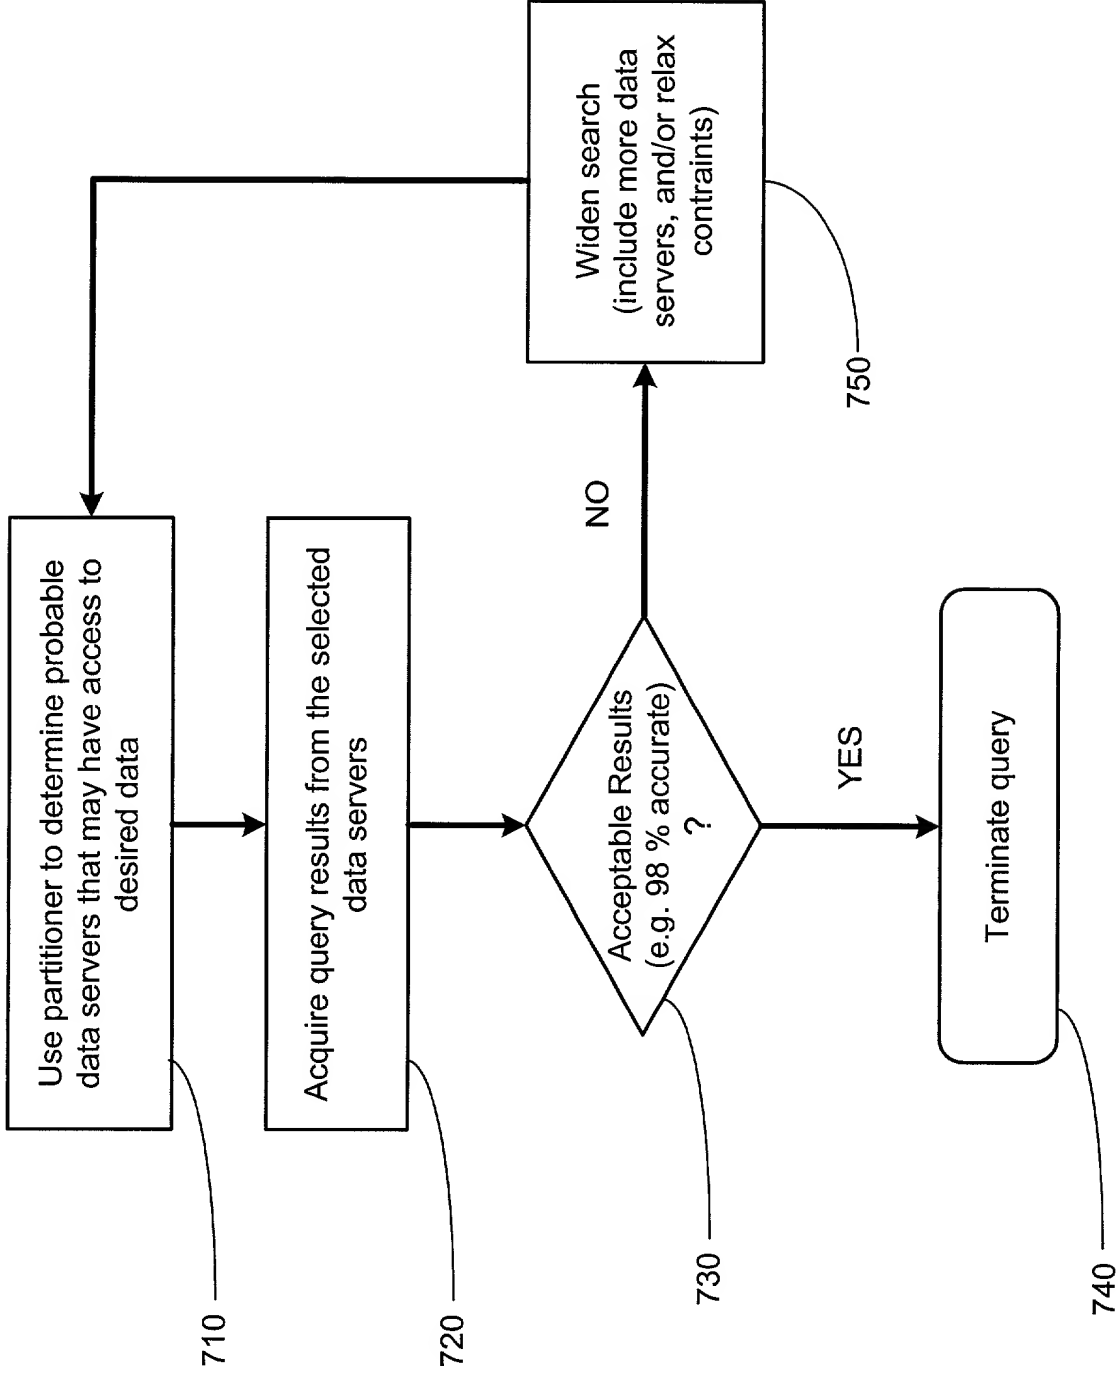 Use partitioner to determine probable
data servers that may have access to
desired data
710
Acquire query results from the selected
data servers
720
Acceptable Results
(e.g. 98 % accurate)
?
730
NO
Widen search
(include more data
servers, and/or relax
contraints)
750
YES
Terminate query
740